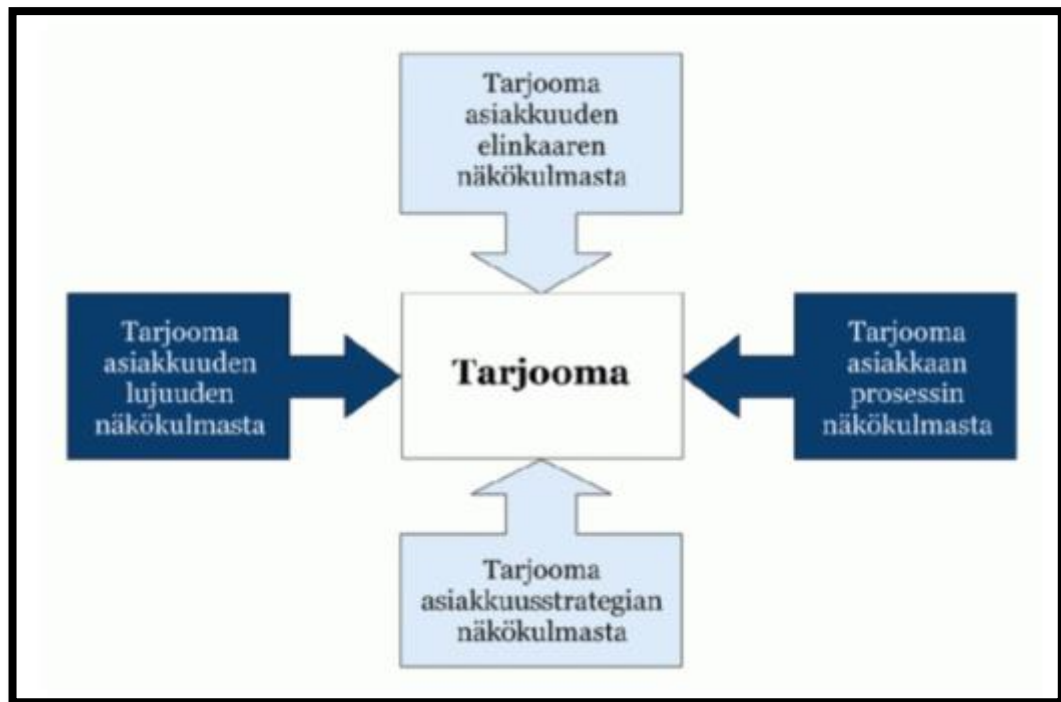 Tarjooma
asiakkuuden
elinkaaren
näkökulmasta
Tarjooma
asiakkuuden
lujuuden
näkökulmasta
Tarjooma
Tarjooma
asiakkaan
prosessin
näkökulmasta
Tarjooma
asiakkuusstrategian
näkökulmasta